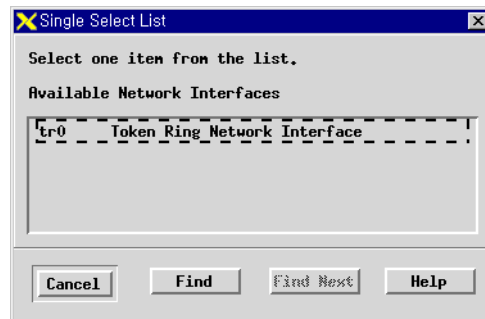 Single Select List
Select one item from the list.
Available Network Interfaces
tr0 Token Ring Network Interface
Cancel Find Find Next Help